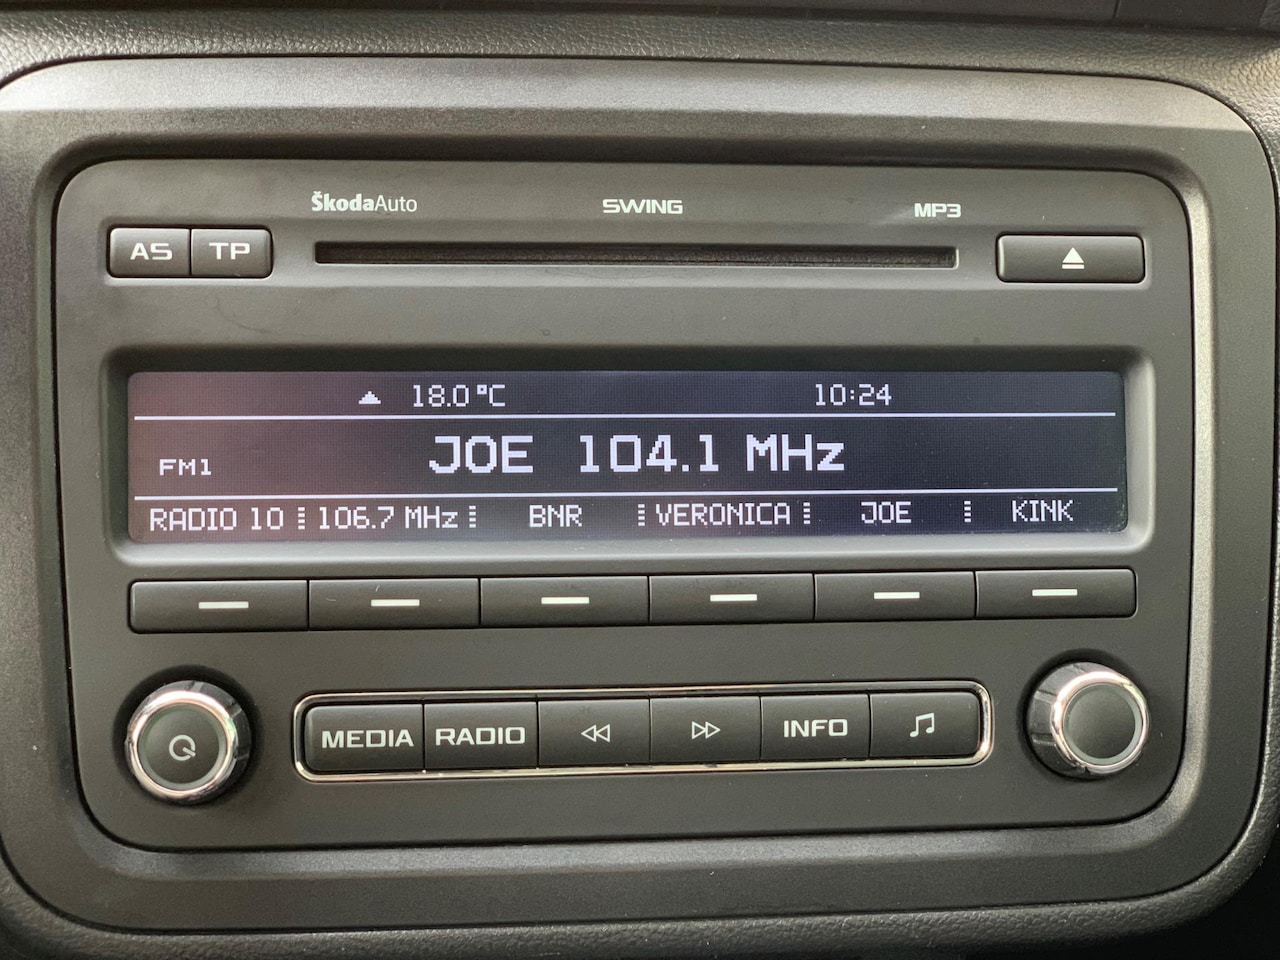 ŠkodaAuto SWING MP3
AS TP
18.0 °C 10:24
FM1 JOE 104.1 MHz
RADIO 10 106.7 MHz BNR VERONICA JOE KINK
MEDIA RADIO INFO